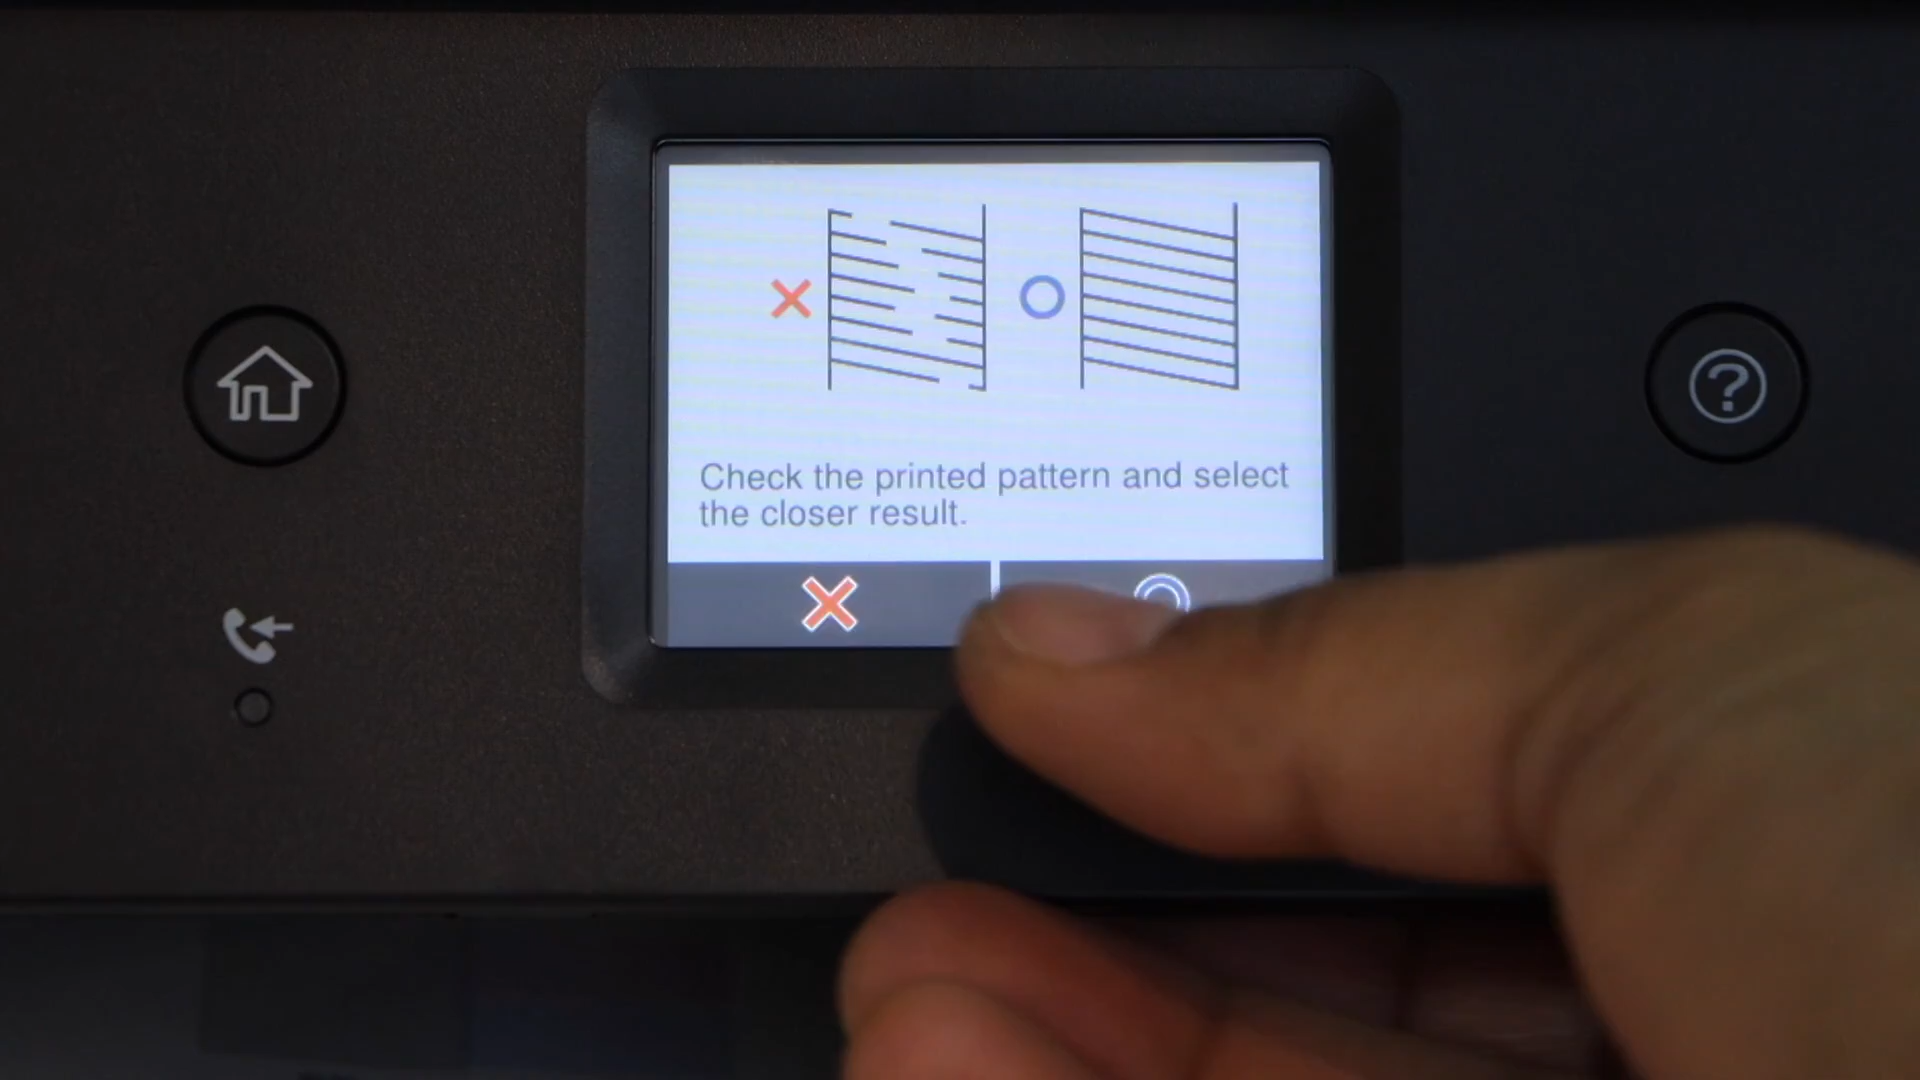 Check the printed pattern and select
the closer result.